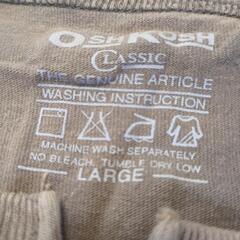 OSHKOSH
CLASSIC
THE GENUINE ARTICLE
WASHING INSTRUCTION
MACHINE WASH SEPARATELY
NO BLEACH. TUMBLE DRY LOW
LARGE